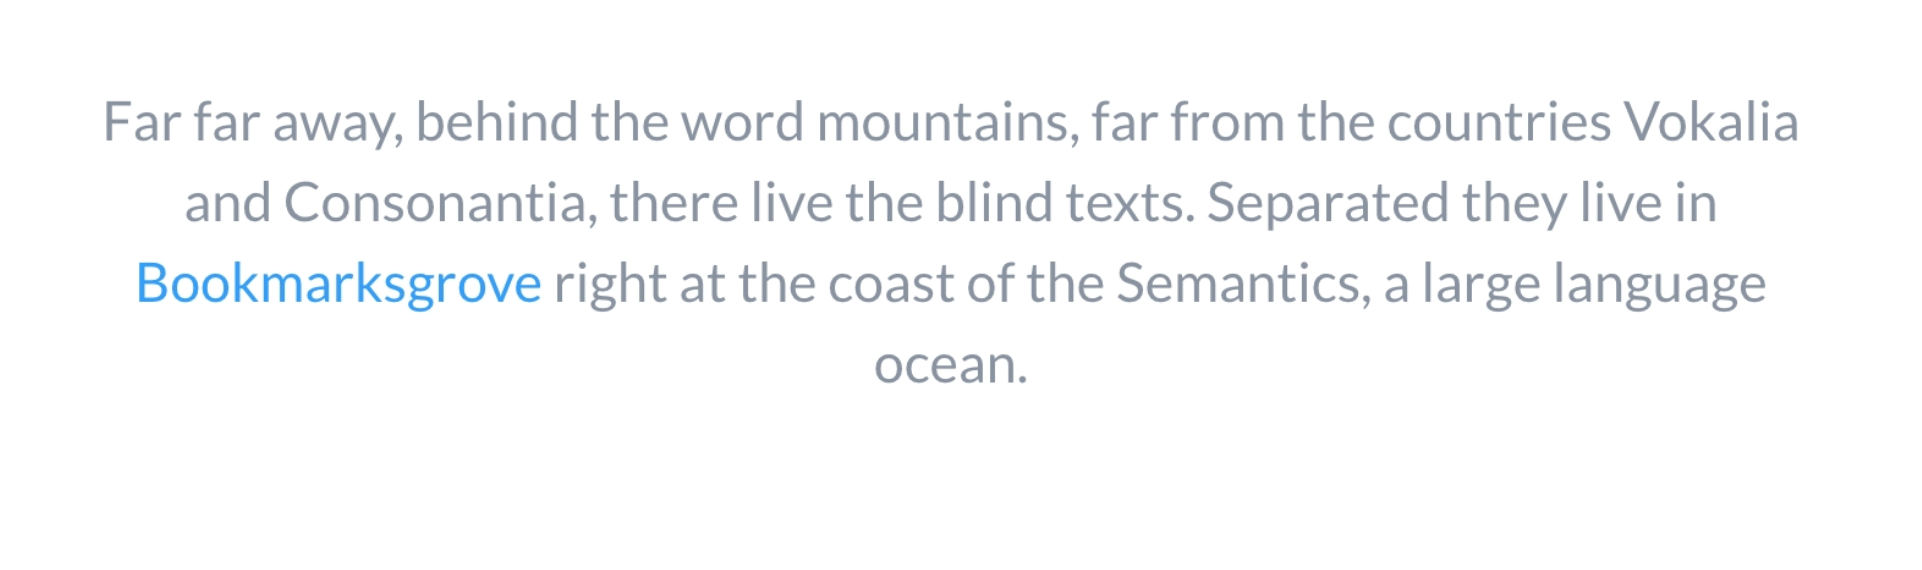 Far far away, behind the word mountains, far from the countries Vokalia
and Consonantia, there live the blind texts. Separated they live in
Bookmarksgrove right at the coast of the Semantics, a large language
ocean.